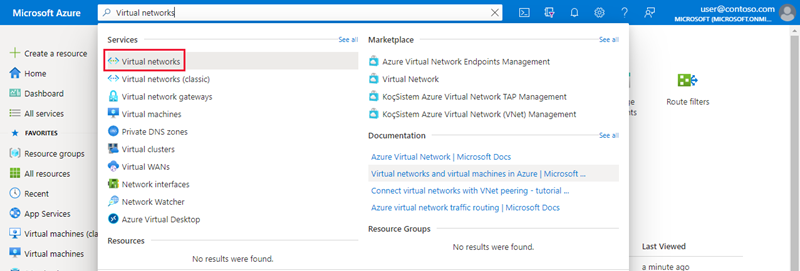 Microsoft Azure
Virtual networks
user@contoso.com
MICROSOFT (MICROSOFT.ONMI...
Create a resource
Home
Dashboard
All services
FAVORITES
Resource groups
All resources
Recent
App Services
Virtual machines (cla
Virtual machines
Services
See all
Virtual networks
Virtual networks (classic)
Virtual network gateways
Virtual machines
Private DNS zones
Virtual clusters
Virtual WANs
Network interfaces
Network Watcher
Azure Virtual Desktop
Resources
No results were found.
Marketplace
See all
Azure Virtual Network Endpoints Management
Virtual Network
KoçSistem Azure Virtual Network TAP Management
KoçSistem Azure Virtual Network (VNet) Management
Documentation
See all
Azure Virtual Network | Microsoft Docs
Virtual networks and virtual machines in Azure | Microsoft ...
Connect virtual networks with VNet peering - tutorial ...
Azure virtual network traffic routing | Microsoft Docs
Resource Groups
No results were found.
Route filters
Last Viewed
a minute ago